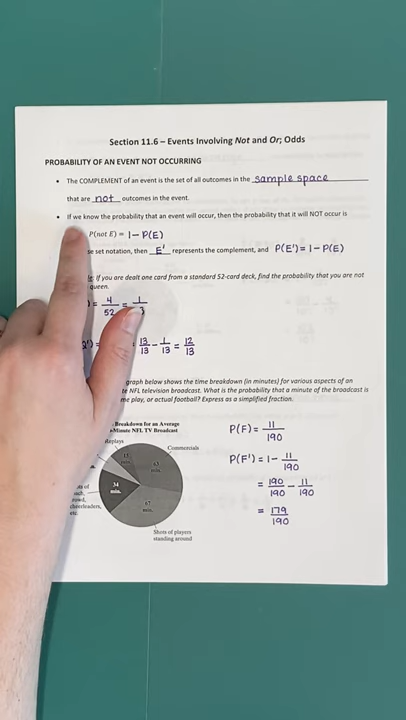 Section 11.6 – Events Involving Not and Or; Odds
PROBABILITY OF AN EVENT NOT OCCURRING
• The COMPLEMENT of an event is the set of all outcomes in the sample space
that are not outcomes in the event.
• If we know the probability that an event will occur, then the probability that it will NOT occur is
P(not E) = 1 – P(E)
se set notation, then E' represents the complement, and P(E') = 1 – P(E)
If you are dealt one card from a standard 52-card deck, find the probability that you are not
queen.
) = 4/52 = 1/
') = 13/13 – 1/13 = 12/13
graph below shows the time breakdown (in minutes) for various aspects of an
te NFL television broadcast. What is the probability that a minute of the broadcast is
me play, or actual football? Express as a simplified fraction.
Breakdown for an Average
Minute NFL TV Broadcast
Replays
Commercials
15 min.
63 min.
34 min.
67 min.
ts of
cheerleaders,
etc.
Shots of players
standing around
P(F) = 11/190
P(F') = 1 – 11/190
= 190/190 – 11/190
= 179/190